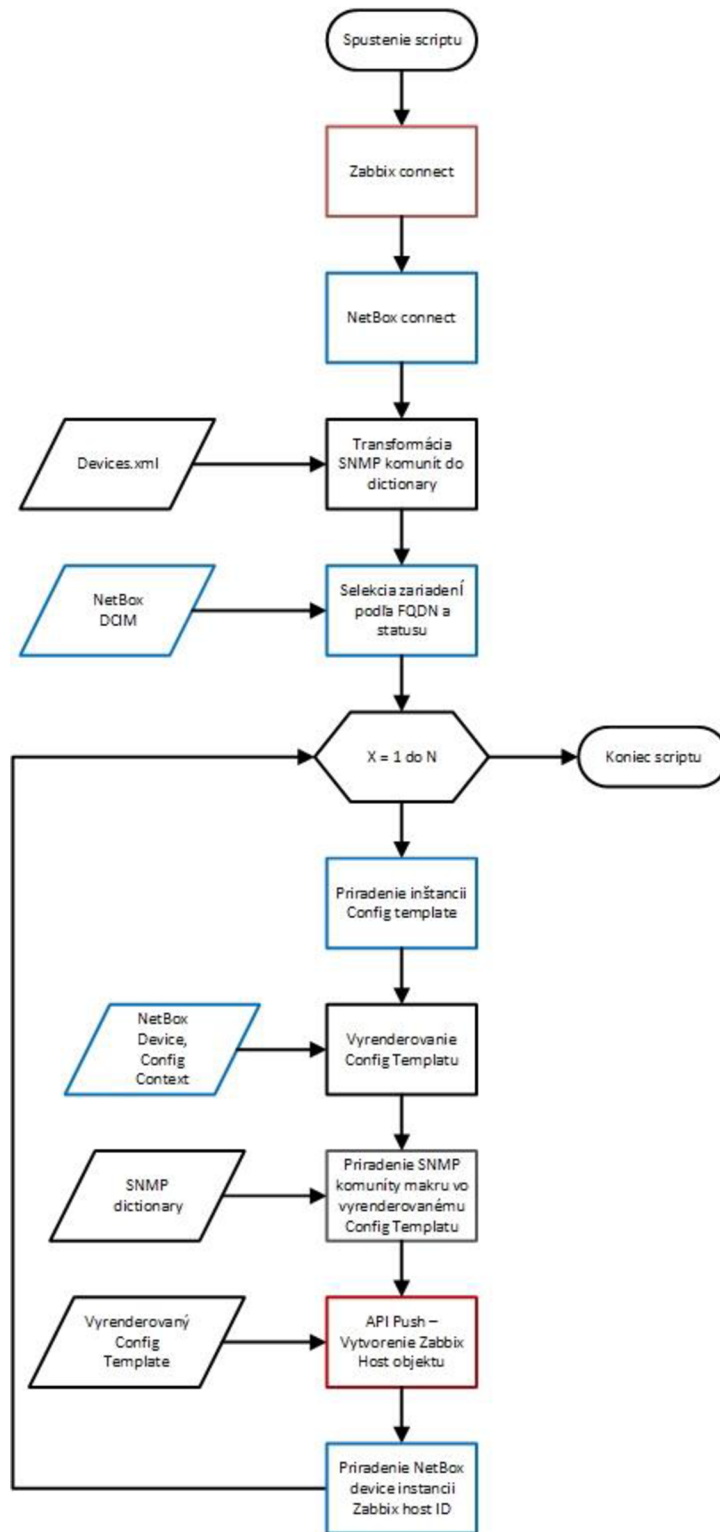 Spustenie scriptu
Zabbix connect
NetBox connect
Devices.xml
Transformácia
SNMP komunít do
dictionary
NetBox
DCIM
Selekcia zariadení
podľa FQDN a
statusu
X = 1 do N
Koniec scriptu
Priradenie inštancii
Config template
NetBox
Device,
Config
Context
Vyrenderovanie
Config Templatu
SNMP
dictionary
Priradenie SNMP
komunity makru vo
vyrenderovanému
Config Templatu
Vyrenderovaný
Config
Template
API Push –
Vytvorenie Zabbix
Host objektu
Priradenie NetBox
device instancii
Zabbix host ID